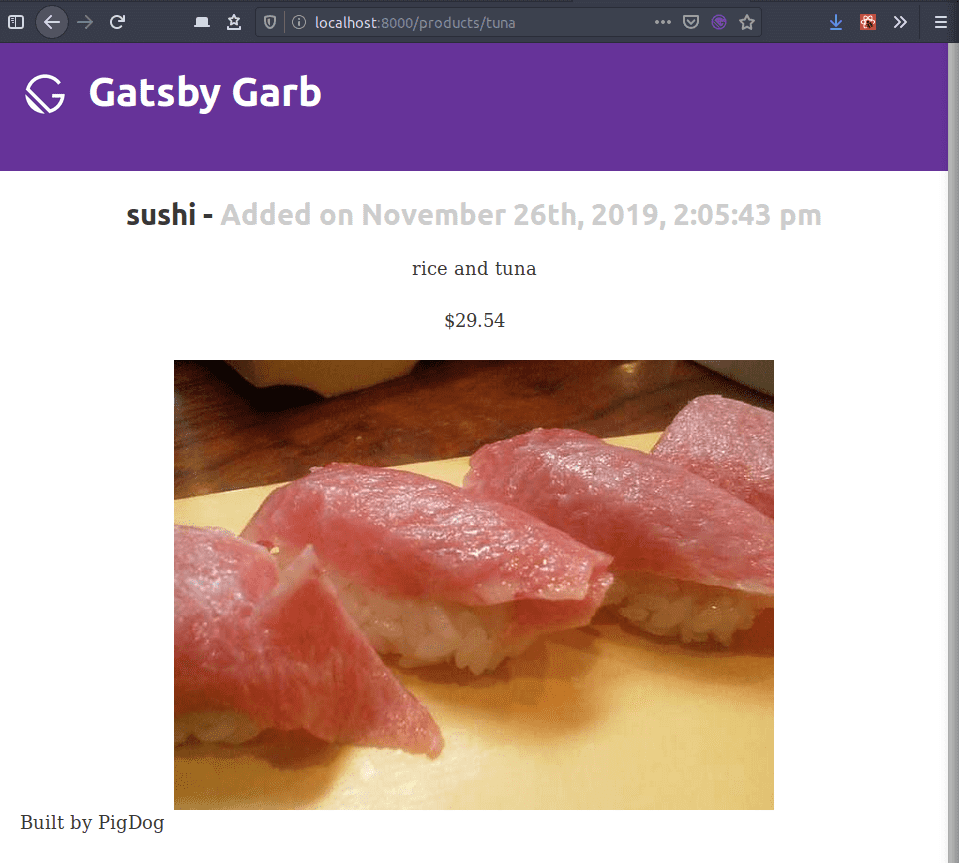 localhost:8000/products/tuna
Gatsby Garb
sushi - Added on November 26th, 2019, 2:05:43 pm
rice and tuna
$29.54
Built by PigDog